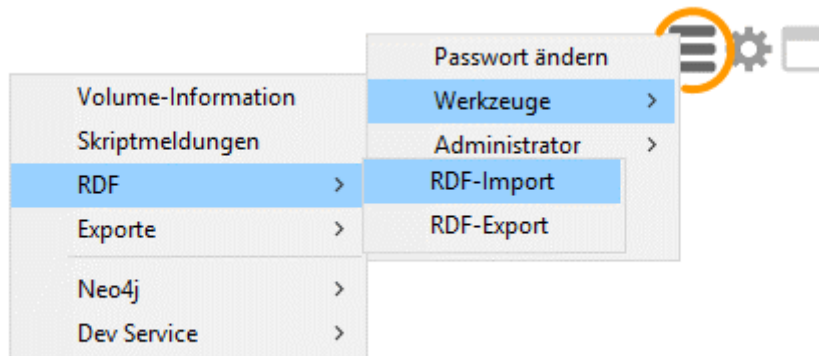 Passwort ändern
Werkzeuge
Administrator
Volume-Information
Skriptmeldungen
RDF
Exporte
Neo4j
Dev Service
RDF-Import
RDF-Export